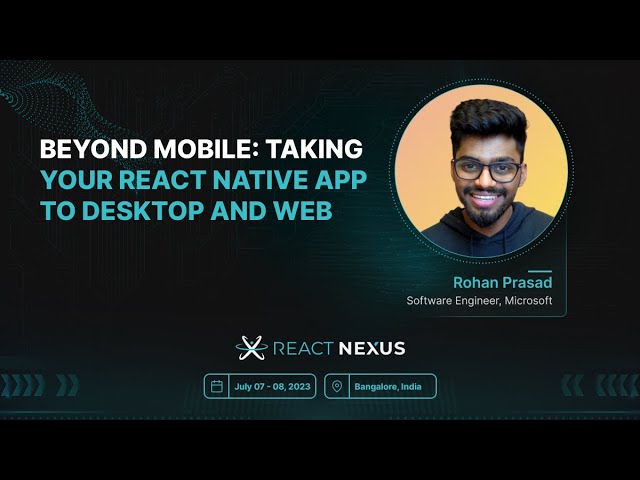 BEYOND MOBILE: TAKING
YOUR REACT NATIVE APP
TO DESKTOP AND WEB
Rohan Prasad
Software Engineer, Microsoft
REACT NEXUS
July 07 - 08, 2023
Bangalore, India